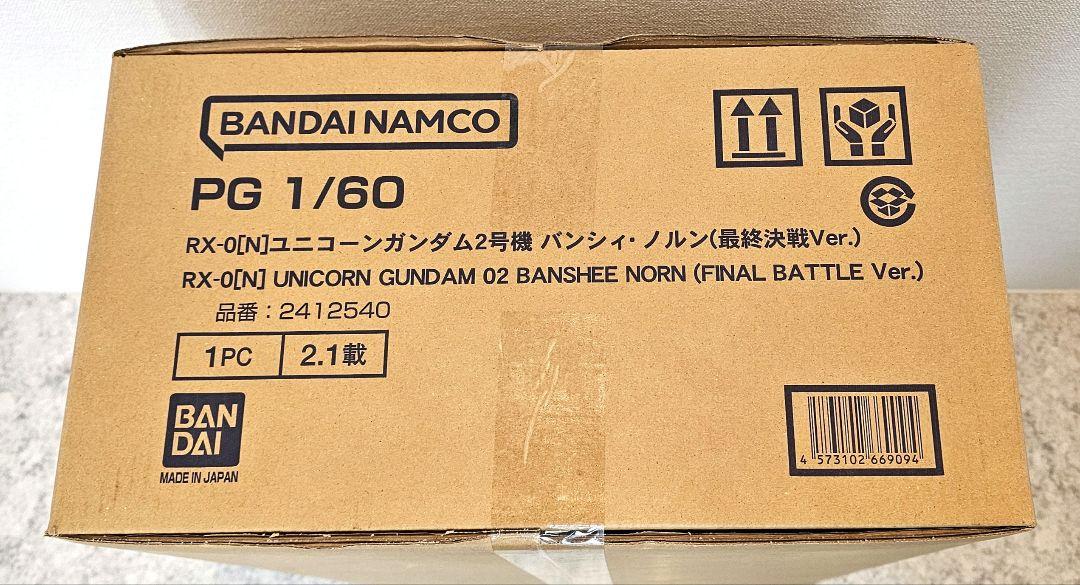 BANDAI NAMCO
PG 1/60
RX-0[N]ユニコーンガンダム2号機 バンシィ・ノルン(最終決戦Ver.)
RX-0[N] UNICORN GUNDAM 02 BANSHEE NORN (FINAL BATTLE Ver.)
品番：2412540
1PC 2.1載
BAN
DAI
MADE IN JAPAN
4 573102 669094